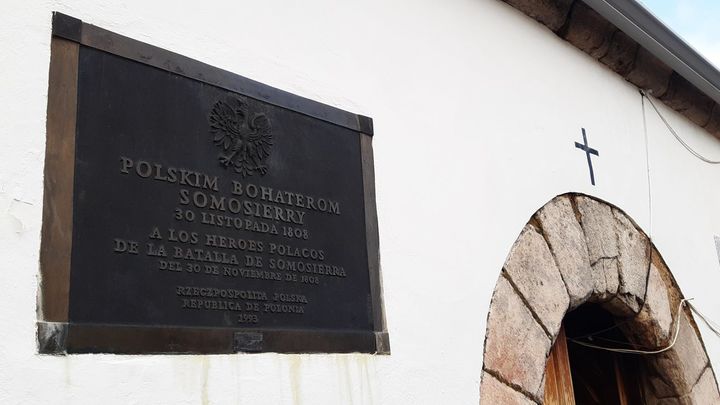 POLSKIM BOHATEROM
SOMOSIERRY
30 LISTOPADA 1808
A LOS HEROES POLACOS
DE LA BATALLA DE SOMOSIERRA
DEL 30 DE NOVIEMBRE DE 1808
RZECZPOSPOLITA POLSKA
REPUBLICA DE POLONIA
1993